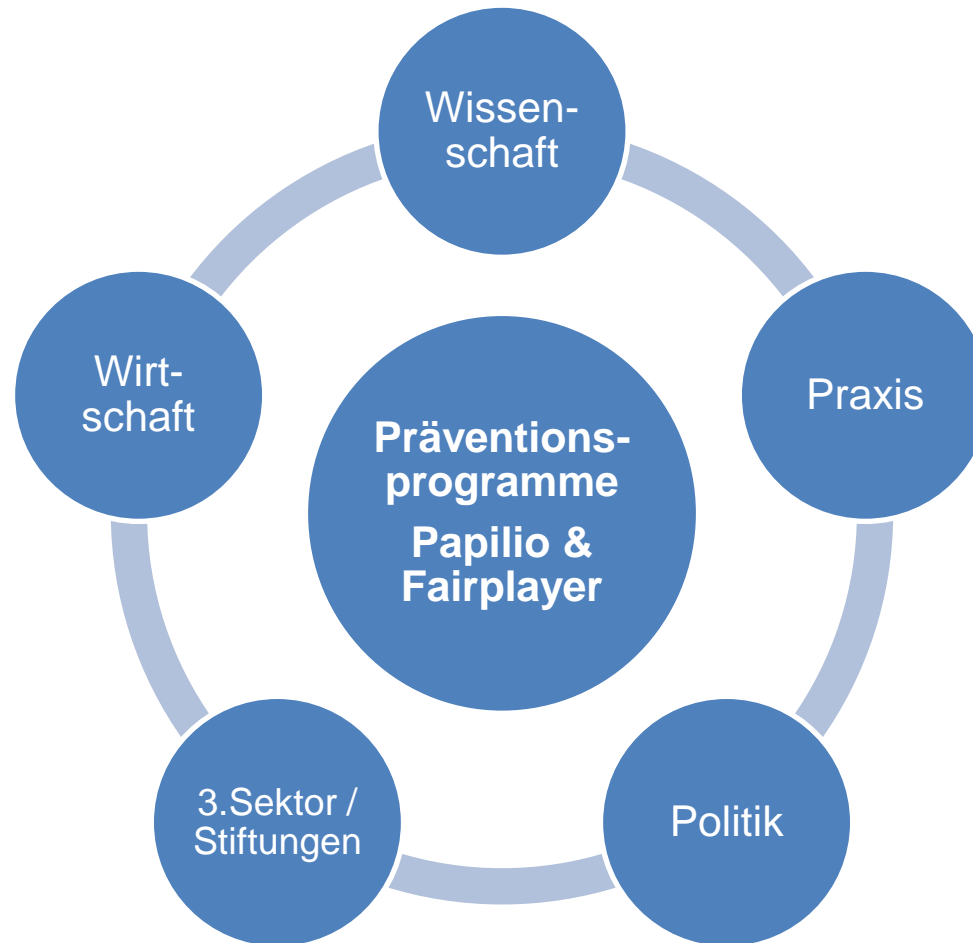 Wissen-
schaft
Wirt-
schaft
Praxis
Präventions-
programme
Papilio &
Fairplayer
3.Sektor /
Stiftungen
Politik